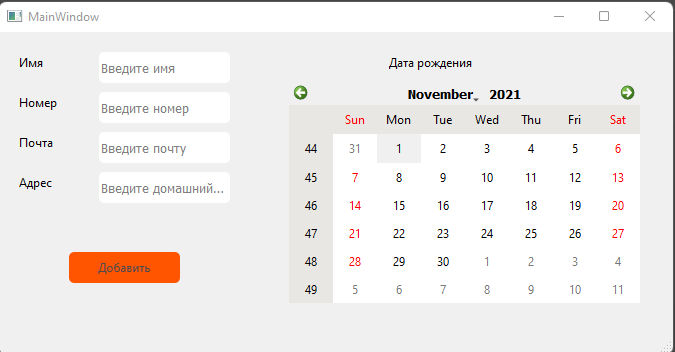 MainWindow
Имя
Введите имя
Номер
Введите номер
Почта
Введите почту
Адрес
Введите домашний...
Добавить
Дата рождения
November 2021
Sun Mon Tue Wed Thu Fri Sat
44 31 1 2 3 4 5 6
45 7 8 9 10 11 12 13
46 14 15 16 17 18 19 20
47 21 22 23 24 25 26 27
48 28 29 30 1 2 3 4
49 5 6 7 8 9 10 11